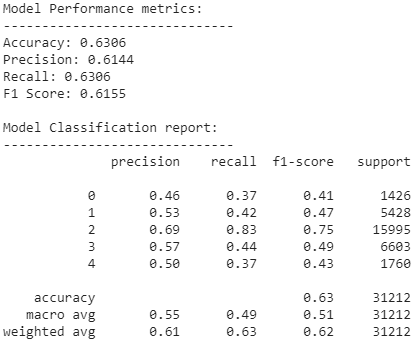 Model Performance metrics:
------------------------------
Accuracy: 0.6306
Precision: 0.6144
Recall: 0.6306
F1 Score: 0.6155

Model Classification report:
------------------------------
              precision    recall  f1-score   support

           0       0.46      0.37      0.41      1426
           1       0.53      0.42      0.47      5428
           2       0.69      0.83      0.75     15995
           3       0.57      0.44      0.49      6603
           4       0.50      0.37      0.43      1760

    accuracy                           0.63     31212
   macro avg       0.55      0.49      0.51     31212
weighted avg       0.61      0.63      0.62     31212